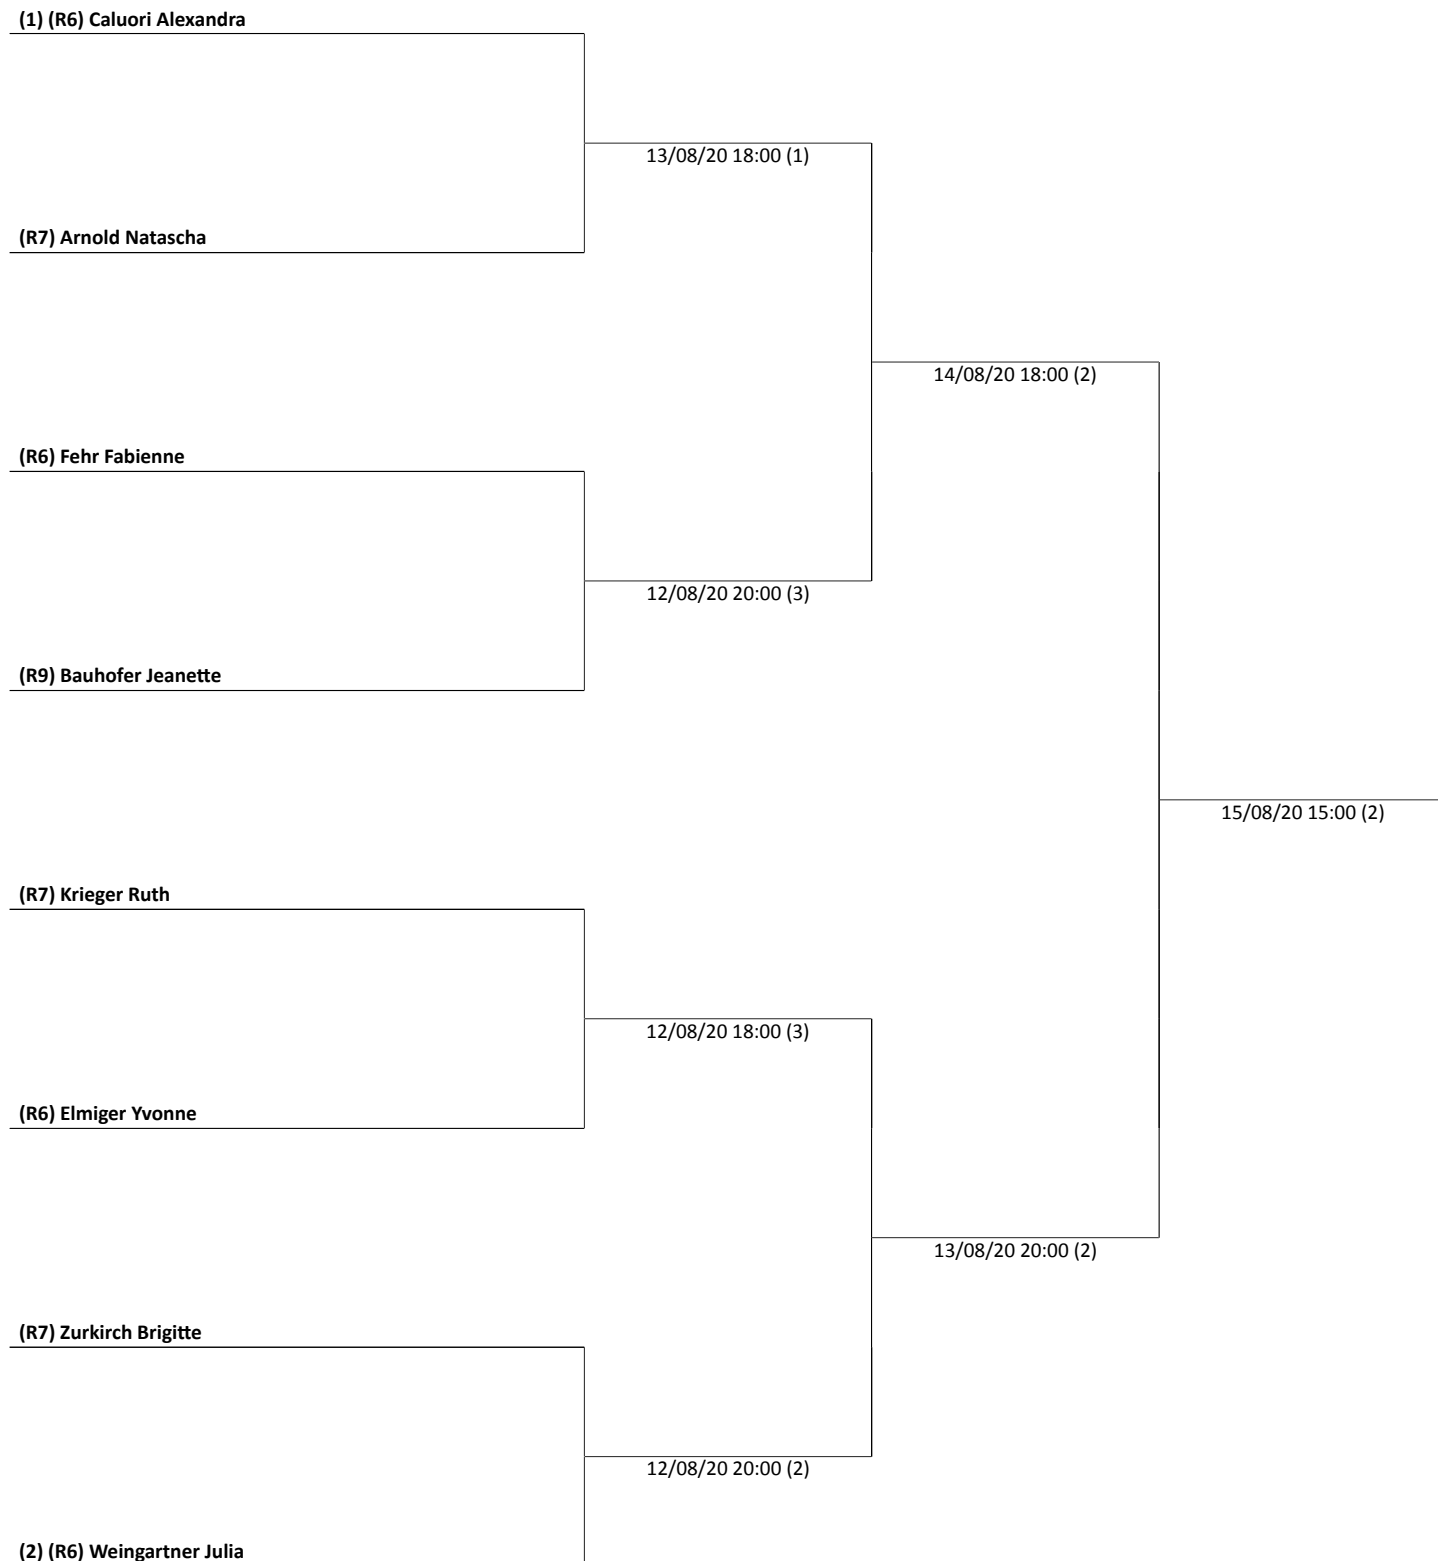 (1) (R6) Caluori Alexandra
13/08/20 18:00 (1)
(R7) Arnold Natascha
14/08/20 18:00 (2)
(R6) Fehr Fabienne
12/08/20 20:00 (3)
(R9) Bauhofer Jeanette
15/08/20 15:00 (2)
(R7) Krieger Ruth
12/08/20 18:00 (3)
(R6) Elmiger Yvonne
13/08/20 20:00 (2)
(R7) Zurkirch Brigitte
12/08/20 20:00 (2)
(2) (R6) Weingartner Julia